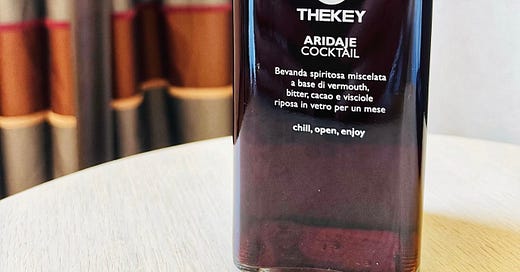 THEKEY
ARIDAJE
COCKTAIL
Bevanda spiritosa miscelata
a base di vermouth,
bitter, cacao e visciole
riposa in vetro per un mese
chill, open, enjoy